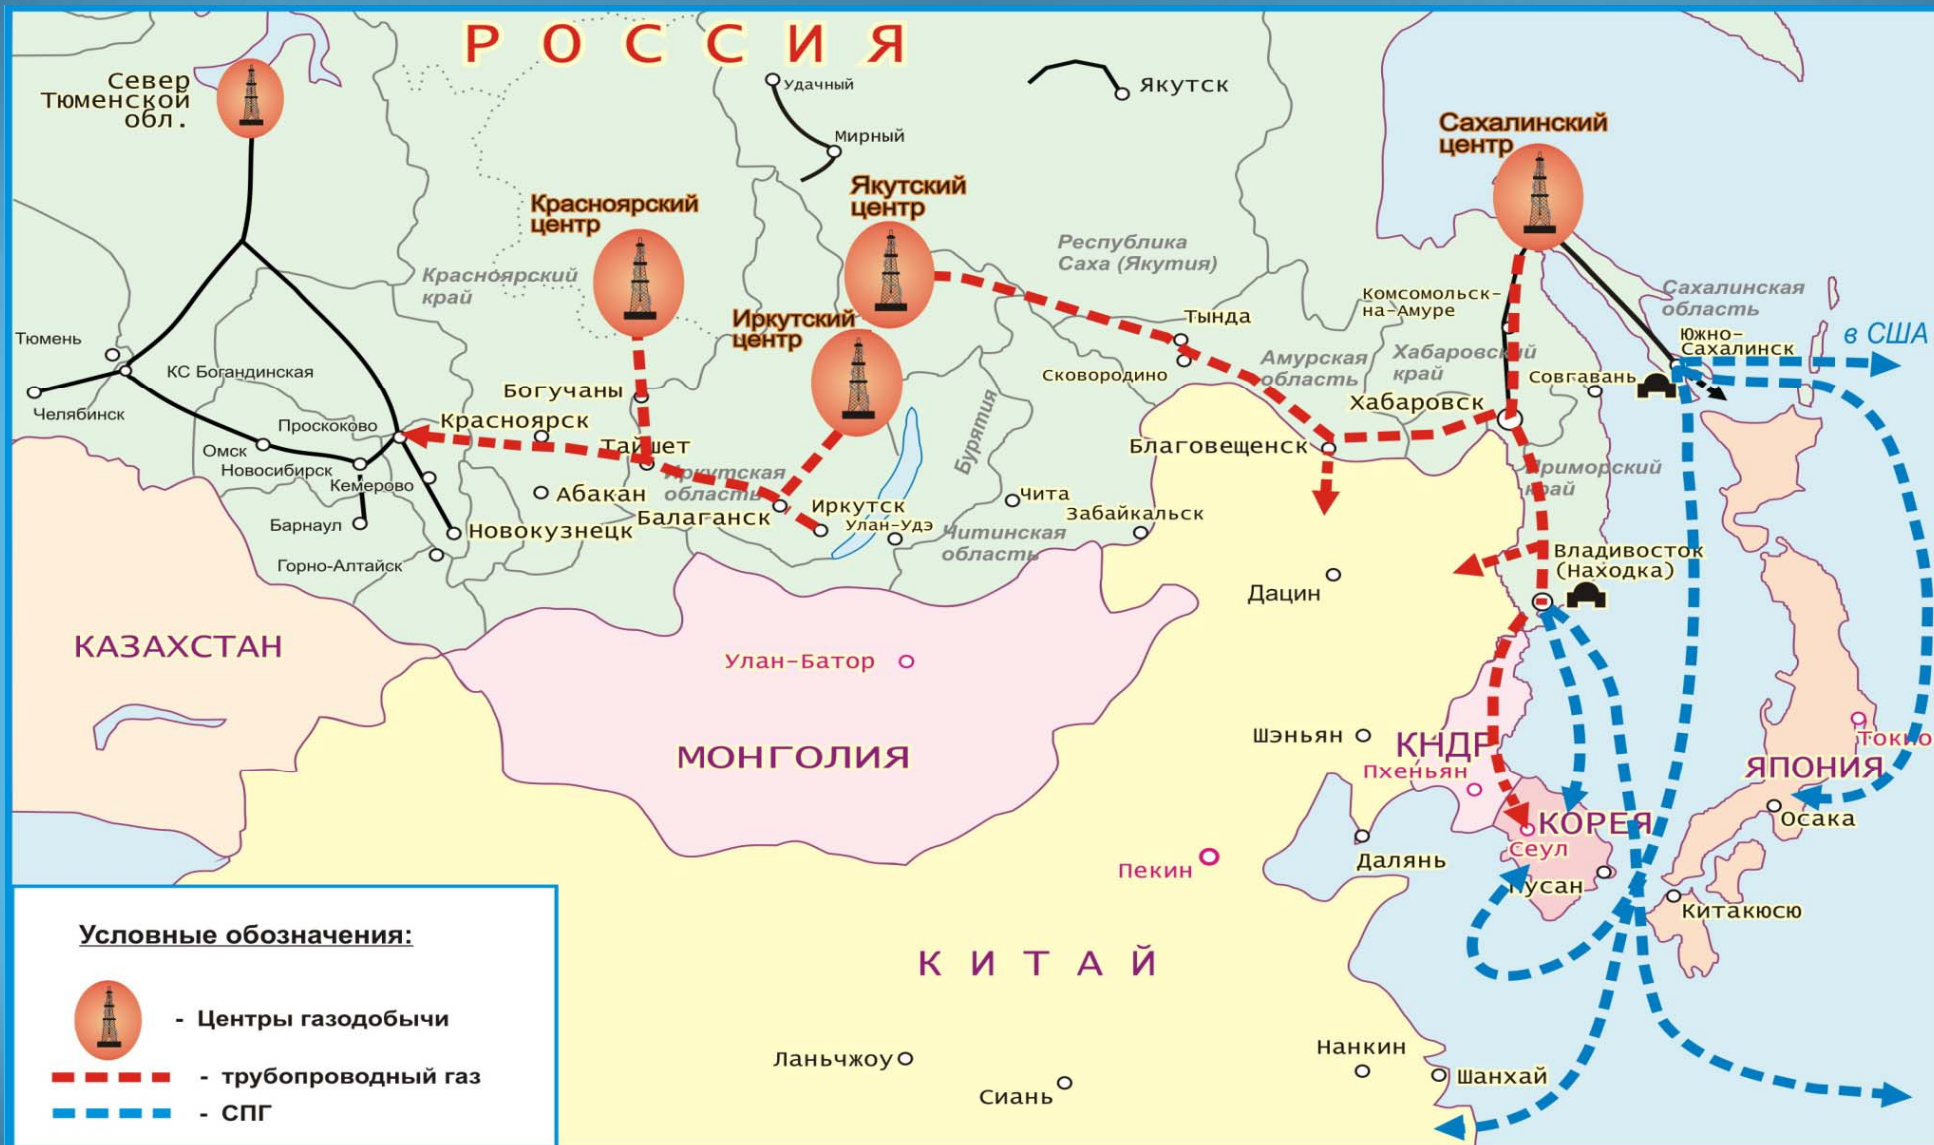 РОССИЯ
Север
Тюменской
обл.
Удачный
Якутск
Мирный
Сахалинский
центр
Красноярский
центр
Якутский
центр
Красноярский
край
Республика
Саха (Якутия)
Иркутский
центр
Комсомольск-
на-Амуре
Сахалинская
область
Тюмень
КС Богандинская
Челябинск
Тында
Сковородино
Амурская
область
Хабаровский
край
Южно-
Сахалинск
в США
Совгавань
Богучаны
Красноярск
Проскоково
Тайшет
Хабаровск
Благовещенск
Бурятия
Омск
Новосибирск
Кемерово
Иркутская
область
Приморский
край
Абакан
Балаганск
Иркутск
Улан-Удэ
Чита
Забайкальск
Барнаул
Новокузнецк
Читинская
область
Горно-Алтайск
Владивосток
(Находка)
Дацин
КАЗАХСТАН
Улан-Батор
МОНГОЛИЯ
Шэньян
КНДР
Пхеньян
Токио
ЯПОНИЯ
Осака
КОРЕЯ
Сеул
Далянь
Пекин
Пусан
Китакюсю
КИТАЙ
Ланьчжоу
Сиань
Нанкин
Шанхай
Условные обозначения:
- Центры газодобычи
- трубопроводный газ
- СПГ